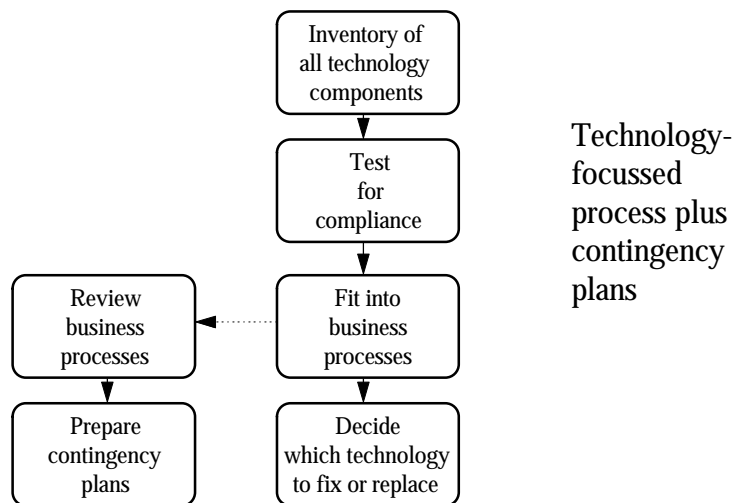 Inventory of
all technology
components
Test
for
compliance
Technology-
focussed
process plus
contingency
plans
Review
business
processes
Fit into
business
processes
Prepare
contingency
plans
Decide
which technology
to fix or replace